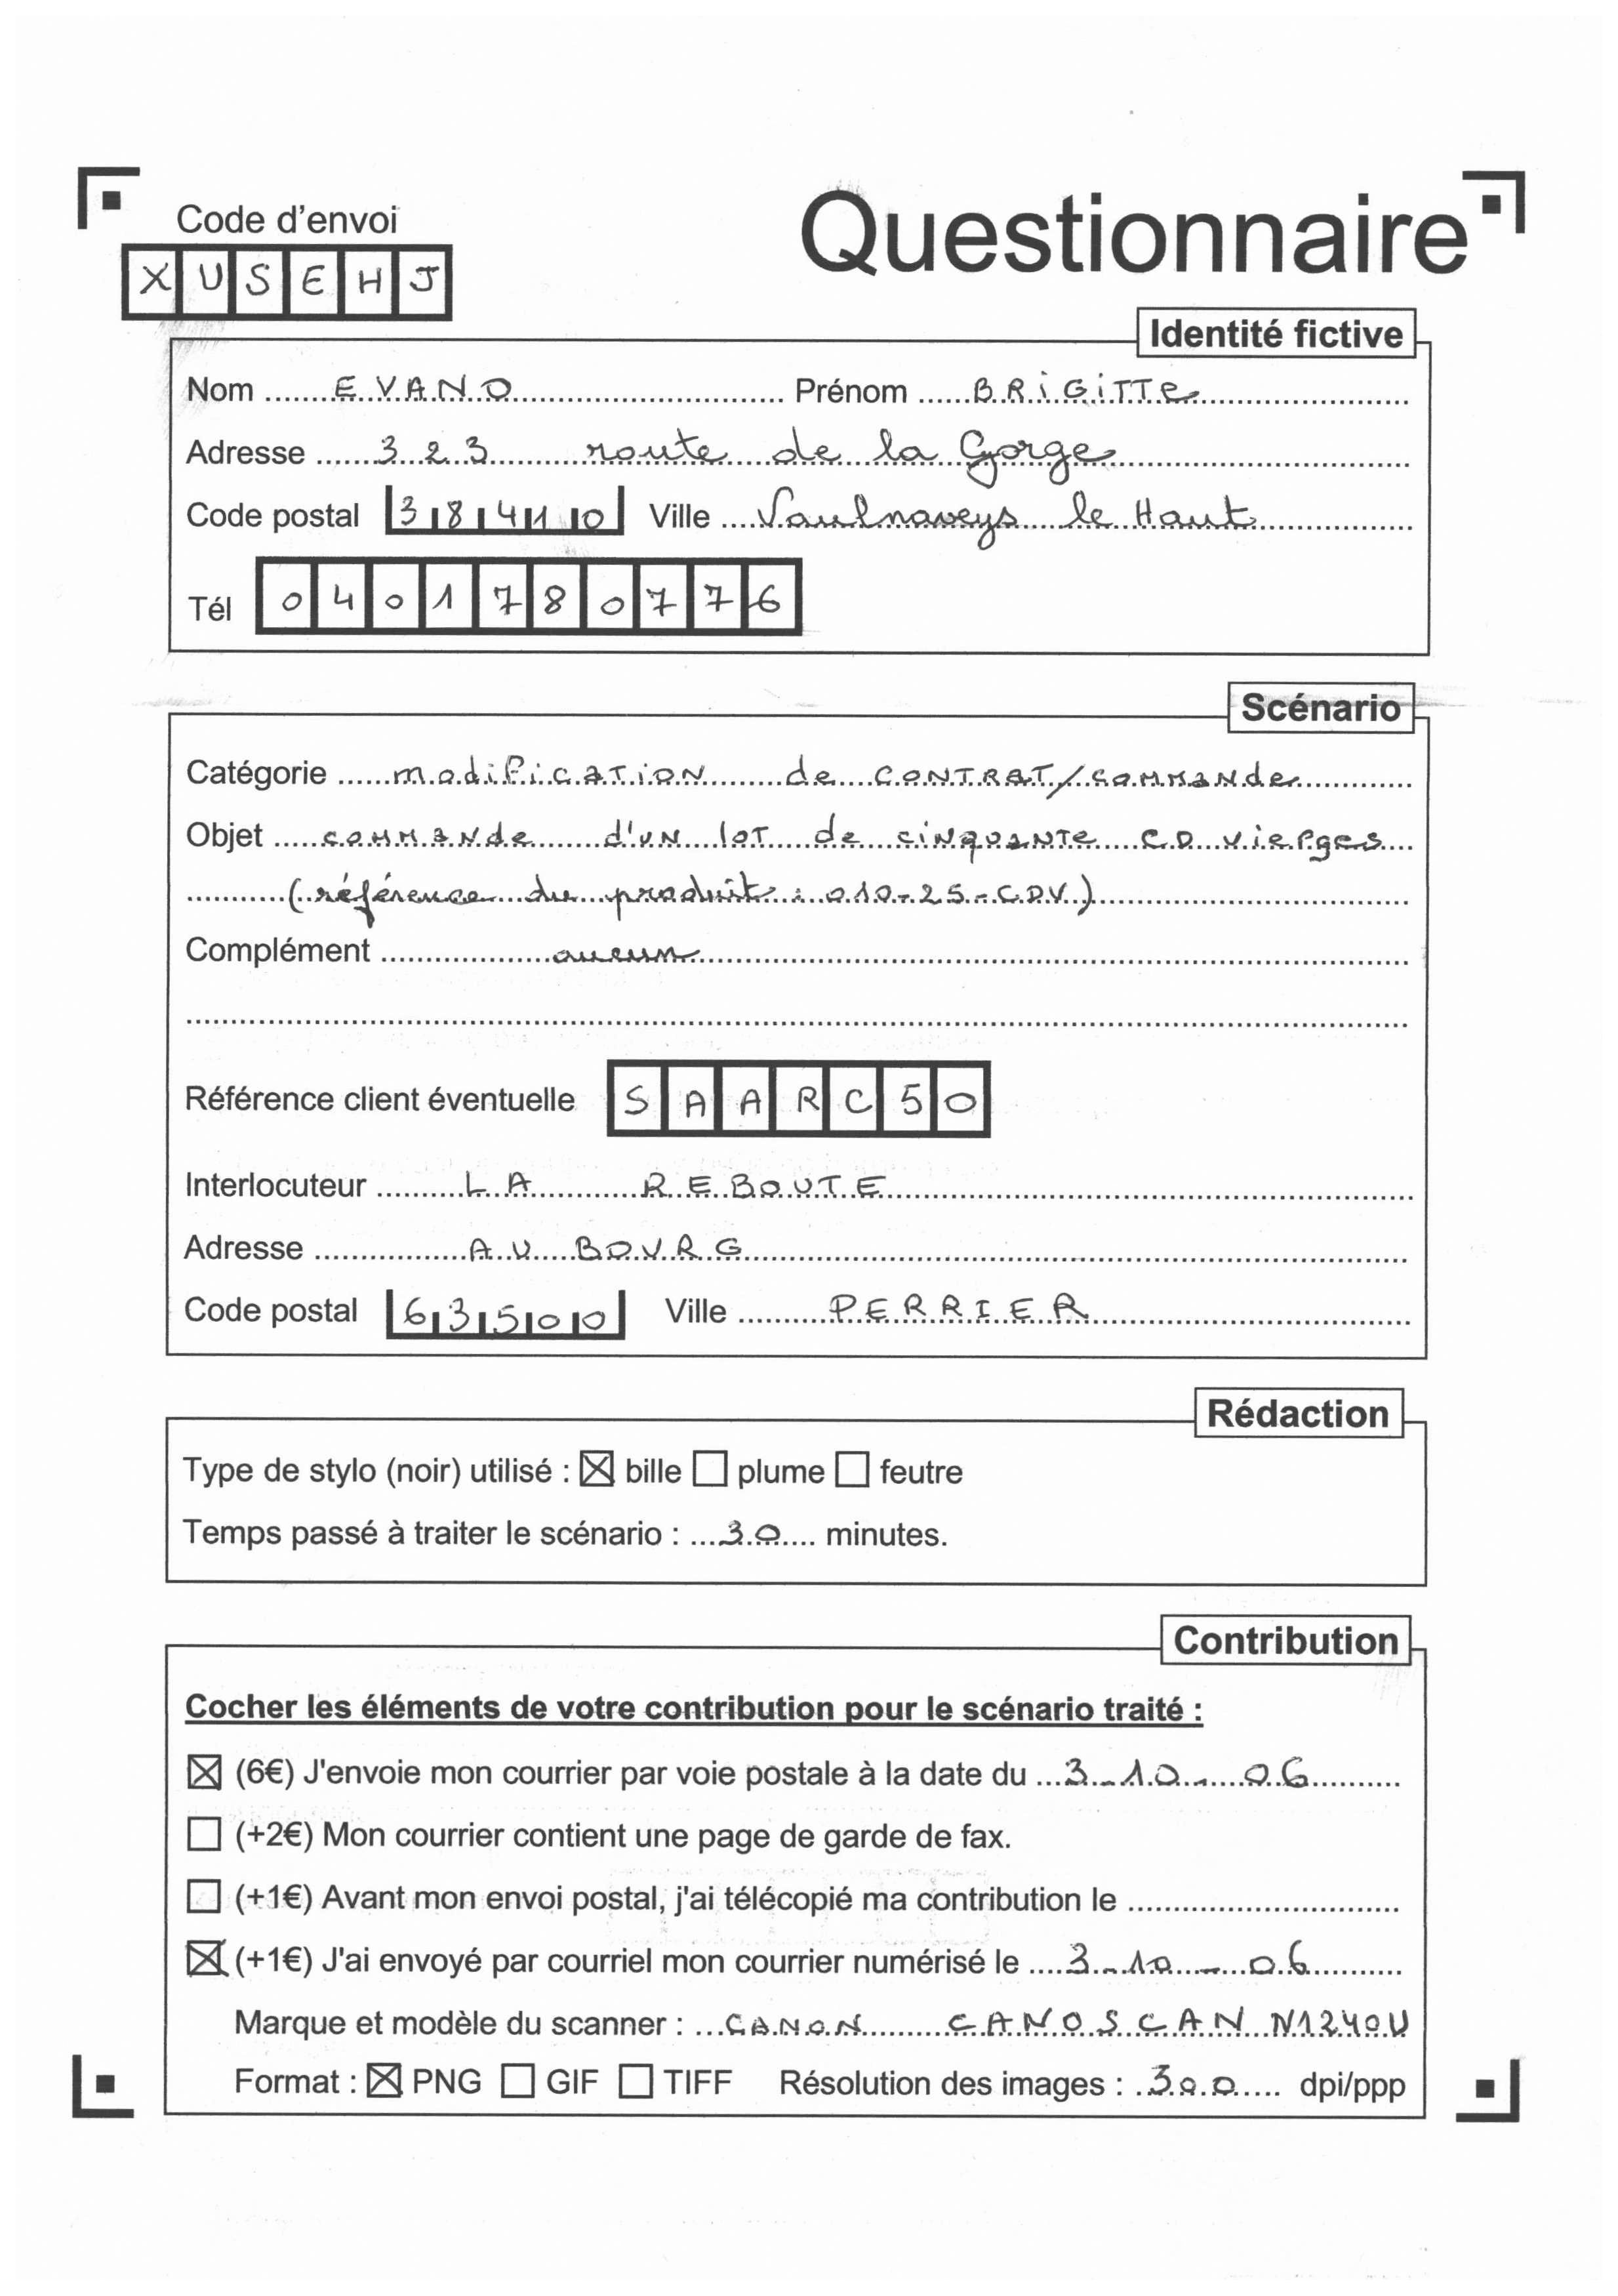 Code d'envoi
Questionnaire
XUSEHJ
Identité fictive
Nom EVANO Prénom BRIGITTE
Adresse 323 route de la Gorge
Code postal 38410 Ville Vaulnaveys le Haut
Tél 0401780776
Scénario
Catégorie modification de CONTRAT/commande
Objet commande d'un lot de cinquante CD vierges
(référence du produit : 010-25-CDV)
Complément aucun
Référence client éventuelle SAARC50
Interlocuteur LA REBOUTE
Adresse AU BOURG
Code postal 63500 Ville PERRIER
Rédaction
Type de stylo (noir) utilisé : ☒ bille ☐ plume ☐ feutre
Temps passé à traiter le scénario : 30 minutes.
Contribution
Cocher les éléments de votre contribution pour le scénario traité :
☒ (6€) J'envoie mon courrier par voie postale à la date du 3-10-06
☐ (+2€) Mon courrier contient une page de garde de fax.
☐ (+1€) Avant mon envoi postal, j'ai télécopié ma contribution le
☒ (+1€) J'ai envoyé par courriel mon courrier numérisé le 3-10-06
Marque et modèle du scanner : CANON CANOSCAN N1240U
Format : ☒ PNG ☐ GIF ☐ TIFF Résolution des images : 300 dpi/ppp